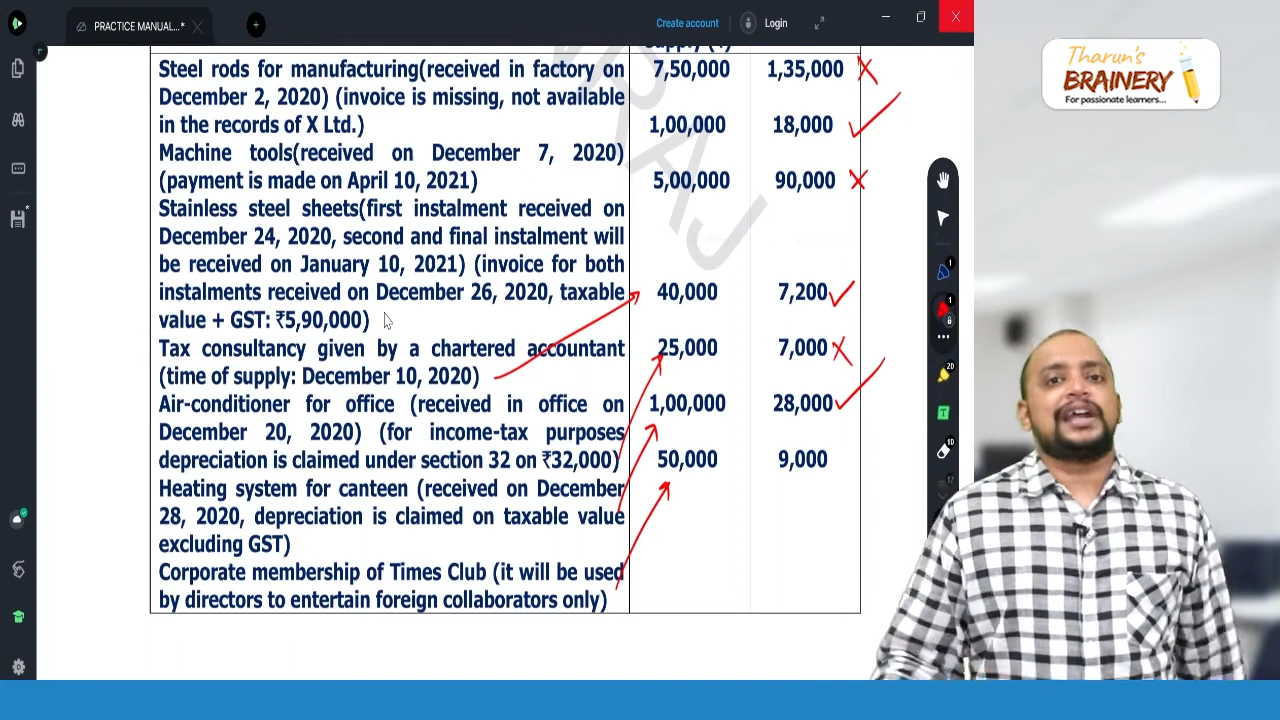 PRACTICE MANUAL...*
Create account
Login
Tharun's
BRAINERY
For passionate learners...
Steel rods for manufacturing(received in factory on 7,50,000 1,35,000
December 2, 2020) (invoice is missing, not available
in the records of X Ltd.) 1,00,000 18,000
Machine tools(received on December 7, 2020)
(payment is made on April 10, 2021) 5,00,000 90,000
Stainless steel sheets(first instalment received on
December 24, 2020, second and final instalment will
be received on January 10, 2021) (invoice for both
instalments received on December 26, 2020, taxable 40,000 7,200
value + GST: ₹5,90,000)
Tax consultancy given by a chartered accountant 25,000 7,000
(time of supply: December 10, 2020)
Air-conditioner for office (received in office on 1,00,000 28,000
December 20, 2020) (for income-tax purposes
depreciation is claimed under section 32 on ₹32,000) 50,000 9,000
Heating system for canteen (received on December
28, 2020, depreciation is claimed on taxable value
excluding GST)
Corporate membership of Times Club (it will be used
by directors to entertain foreign collaborators only)
1
1
20
10